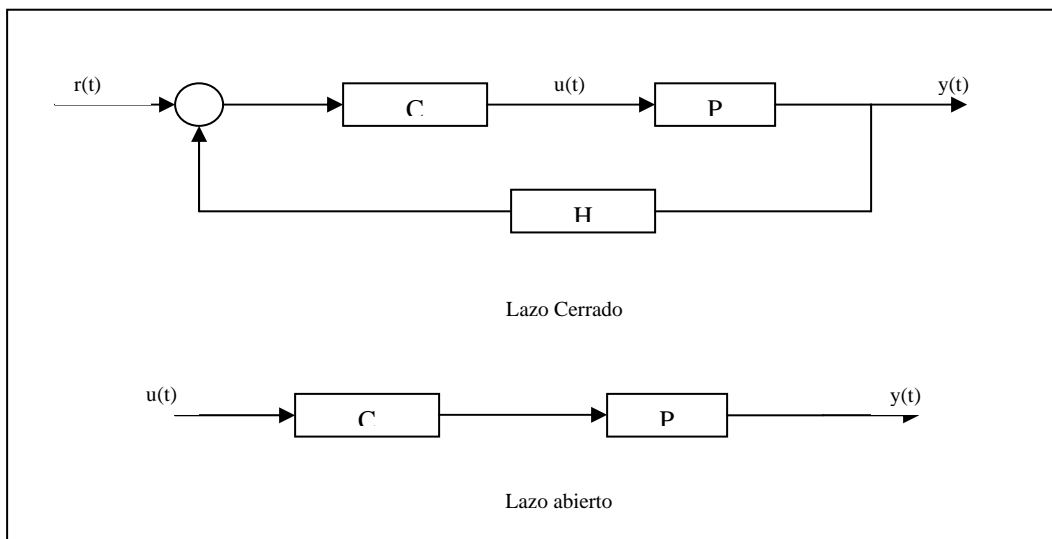 r(t) u(t) y(t)
C P
H
Lazo Cerrado
u(t) y(t)
C P
Lazo abierto